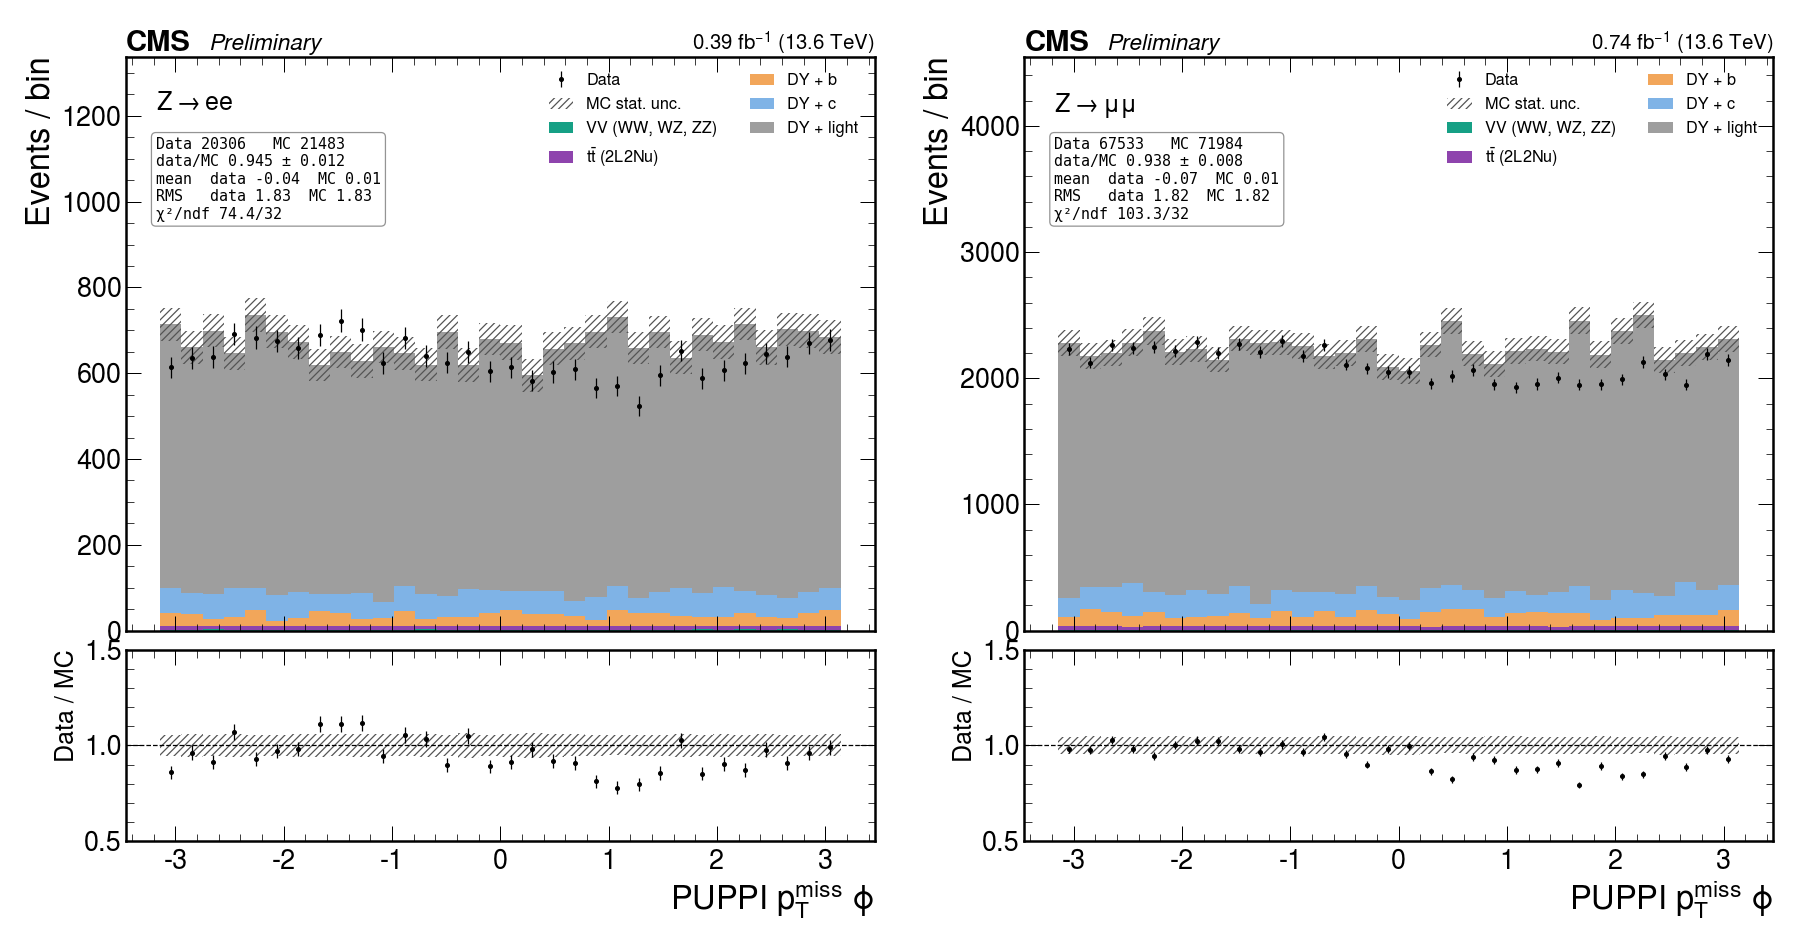 CMS Preliminary 0.39 fb⁻¹ (13.6 TeV)
Events / bin
Z → ee
Data
MC stat. unc.
VV (WW, WZ, ZZ)
tt̄ (2L2Nu)
DY + b
DY + c
DY + light
Data 20306 MC 21483
data/MC 0.945 ± 0.012
mean data -0.04 MC 0.01
RMS data 1.83 MC 1.83
χ²/ndf 74.4/32
1200
1000
800
600
400
200
0
Data / MC
1.5
1.0
0.5
-3 -2 -1 0 1 2 3
PUPPI p_T^miss ϕ
CMS Preliminary 0.74 fb⁻¹ (13.6 TeV)
Events / bin
Z → μμ
Data
MC stat. unc.
VV (WW, WZ, ZZ)
tt̄ (2L2Nu)
DY + b
DY + c
DY + light
Data 67533 MC 71984
data/MC 0.938 ± 0.008
mean data -0.07 MC 0.01
RMS data 1.82 MC 1.82
χ²/ndf 103.3/32
4000
3000
2000
1000
0
Data / MC
1.5
1.0
0.5
-3 -2 -1 0 1 2 3
PUPPI p_T^miss ϕ